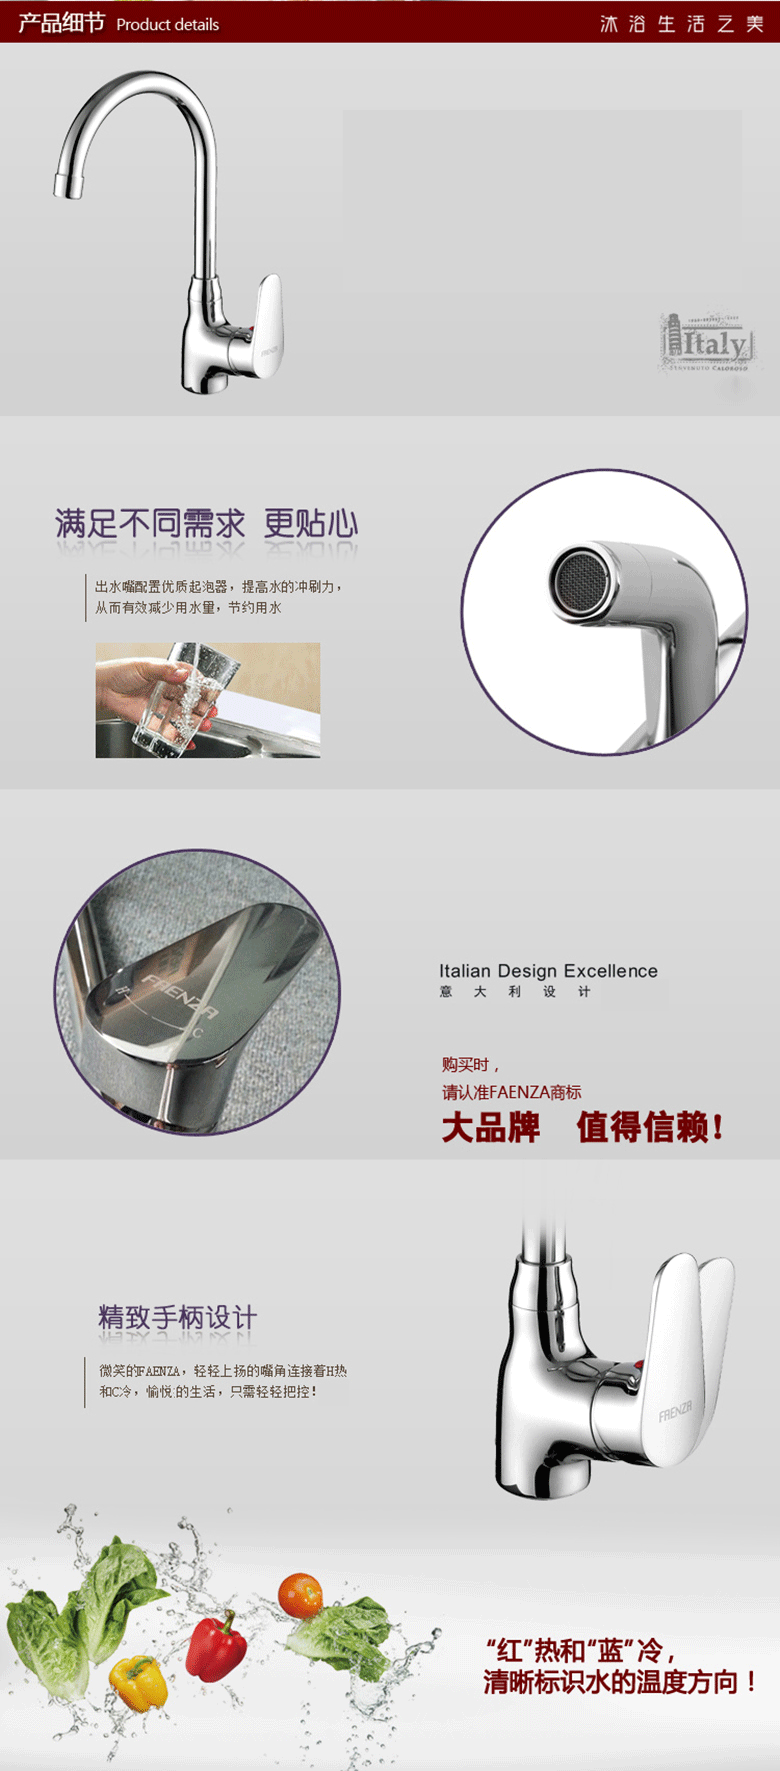 产品细节 Product details
沐浴生活之美
Italy
BENVENUTO CALOROSO
FAENZA
满足不同需求 更贴心
出水嘴配置优质起泡器，提高水的冲刷力，
从而有效减少用水量，节约用水
FAENZA
H
C
Italian Design Excellence
意大利设计
购买时，
请认准FAENZA商标
大品牌 值得信赖！
精致手柄设计
微笑的FAENZA，轻轻上扬的嘴角连接着H热
和C冷，愉悦的生活，只需轻轻把控！
FAENZA
“红”热和“蓝”冷，
清晰标识水的温度方向！